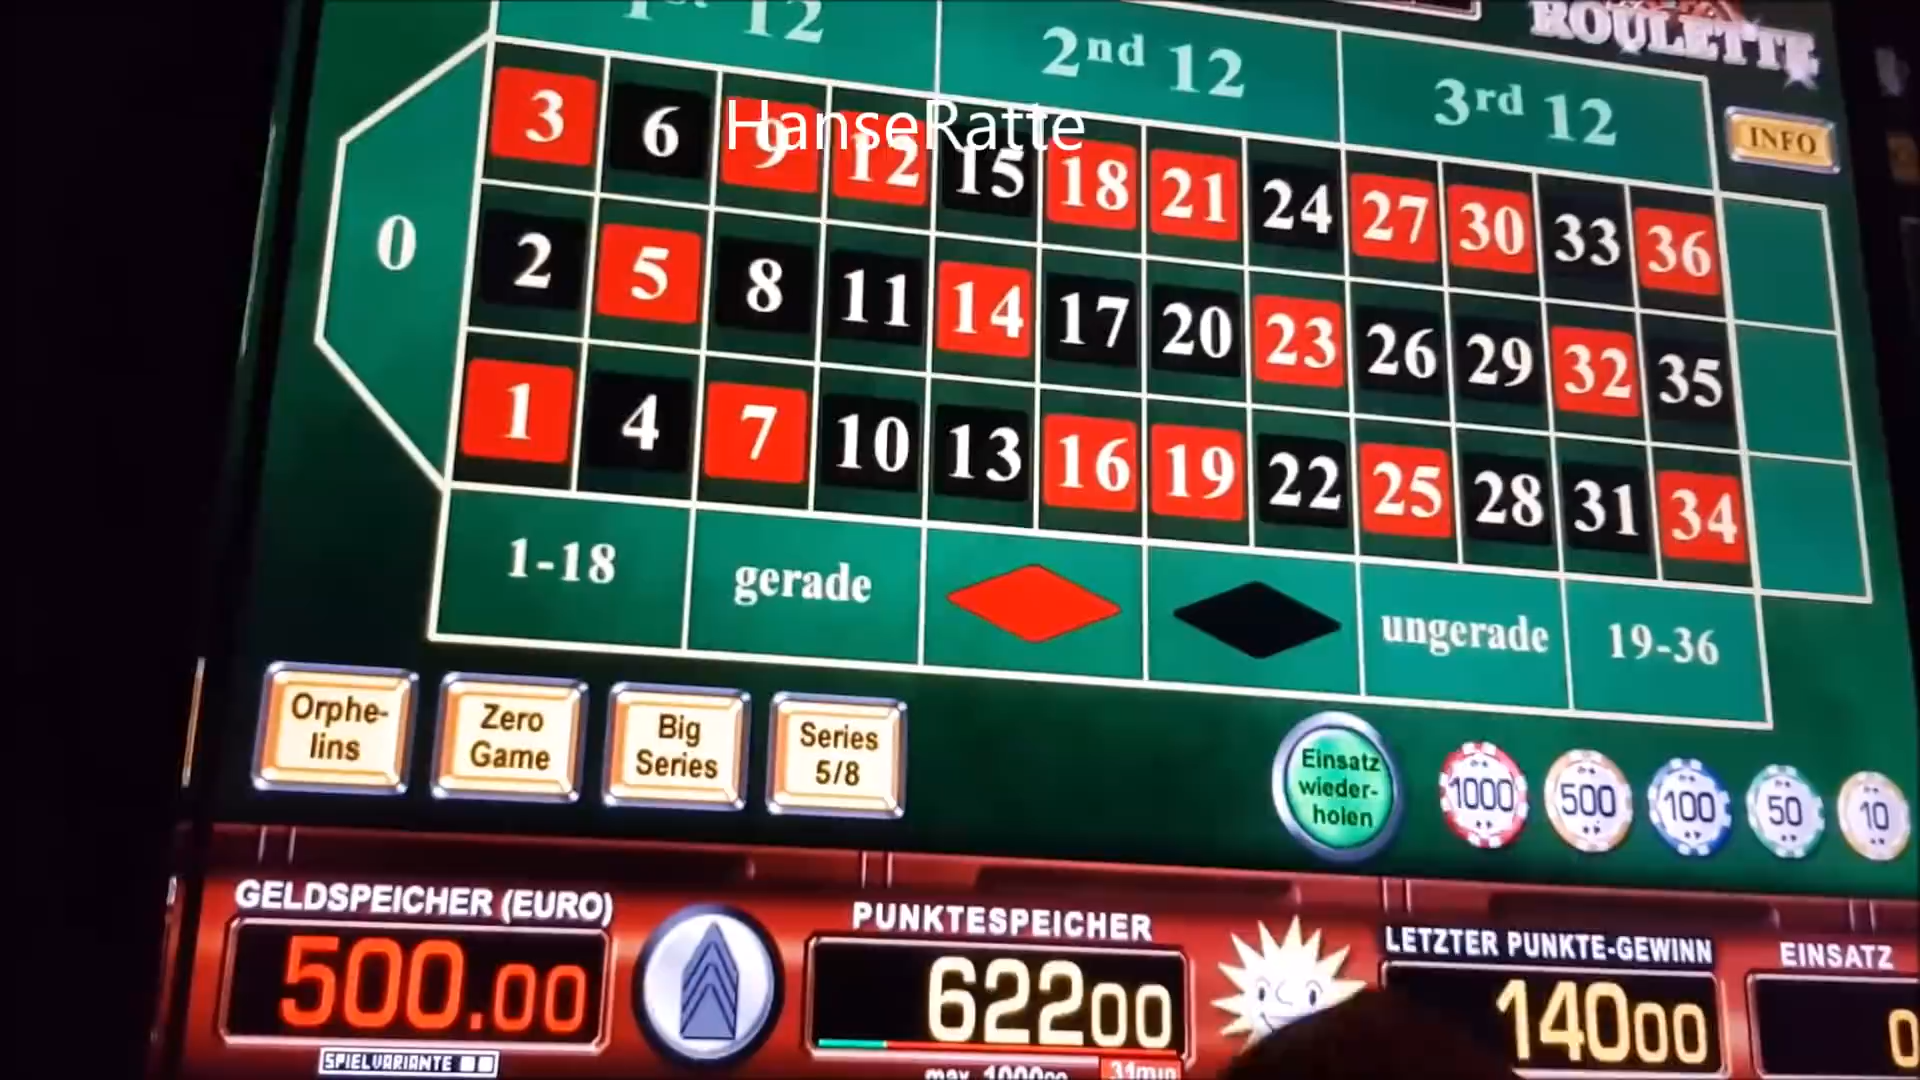 1st 12
2nd 12
3rd 12
ROULETTE
INFO
HanseRatte
3 6 9 12 15 18 21 24 27 30 33 36
0
2 5 8 11 14 17 20 23 26 29 32 35
1 4 7 10 13 16 19 22 25 28 31 34
1-18
gerade
ungerade
19-36
Orphe-
lins
Zero
Game
Big
Series
Series
5/8
Einsatz
wieder-
holen
1000
500
100
50
10
GELDSPEICHER (EURO)
500.00
SPIELVARIANTE
PUNKTESPEICHER
62200
max. 100000
31min
LETZTER PUNKTE-GEWINN
14000
EINSATZ
0